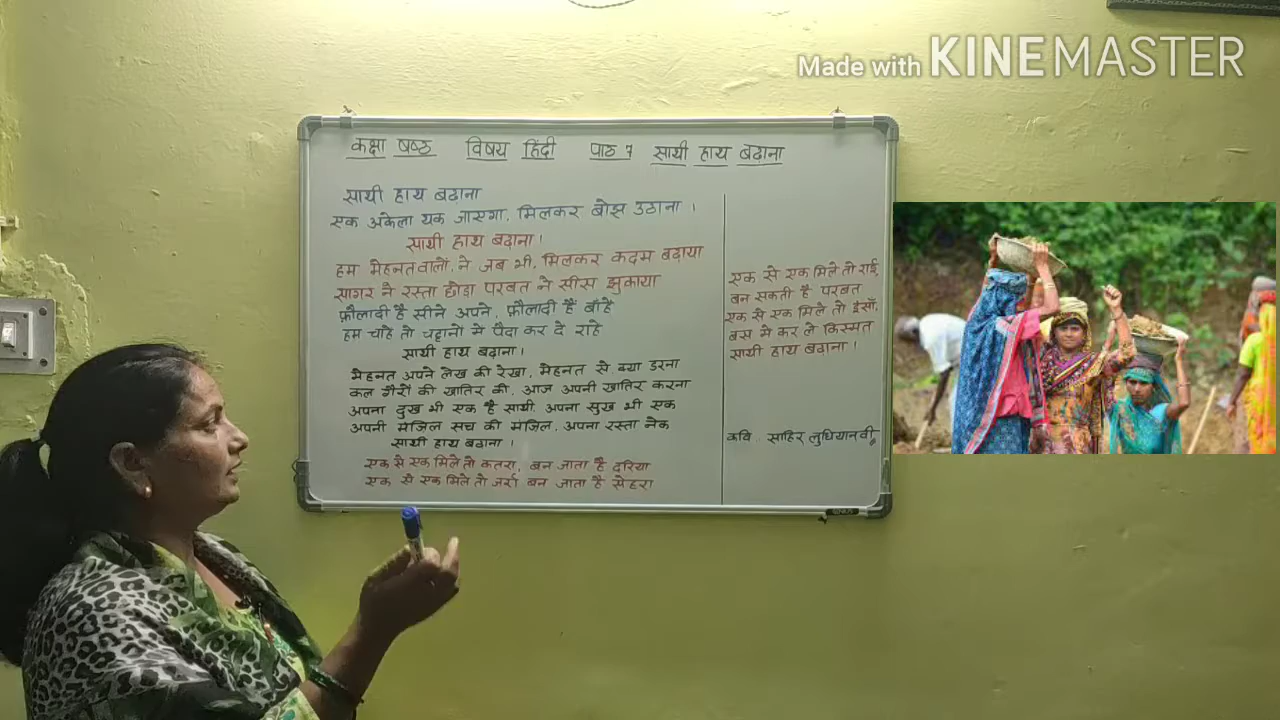 Made with KINEMASTER
कक्षा षष्ठ विषय हिंदी पाठ 7 साथी हाथ बढाना
साथी हाथ बढाना
एक अकेला थक जाएगा, मिलकर बोझ उठाना ।
साथी हाथ बढ़ाना ।
हम मेहनतवालों ने जब भी, मिलकर कदम बढ़ाया
सागर ने रस्ता छोड़ा परबत ने सीस झुकाया
फ़ौलादी है सीने अपने, फ़ौलादी हैं बाँहें
हम चाहें तो चट्टानों में पैदा कर दे राहे
साथी हाथ बढ़ाना ।
मेहनत अपने लेख की रेखा, मेहनत से क्या डरना
कल गैरों की खातिर की, आज अपनी खातिर करना
अपना दुख भी एक है साथी अपना सुख भी एक
अपनी मंजिल सच की मंजिल, अपना रस्ता नेक
साथी हाथ बढ़ाना ।
एक से एक मिले तो कतरा, बन जाता है दरिया
एक से एक मिले तो जर्रा बन जाता है सेहरा
एक से एक मिले तो राई
बन सकती है परबत
एक से एक मिले तो इंसाँ,
बस में कर ले किस्मत
साथी हाथ बढ़ाना ।
कवि .. साहिर लुधियानवी